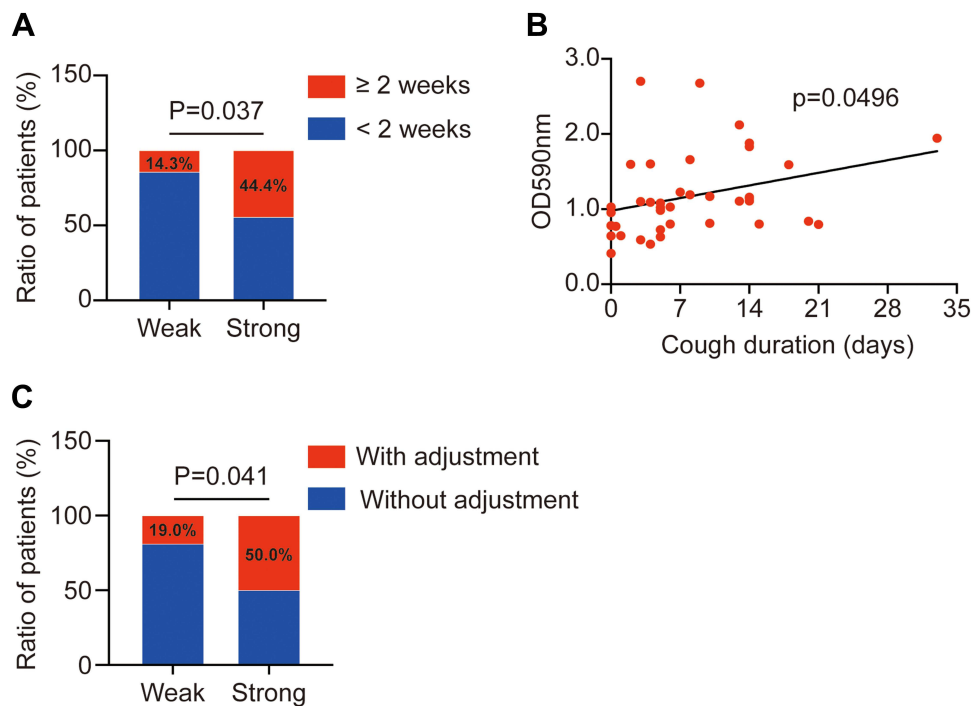 A
Ratio of patients (%)
150
100
50
0
P=0.037
14.3%
44.4%
Weak
Strong
≥ 2 weeks
< 2 weeks
B
OD590nm
3.0
2.0
1.0
0.0
p=0.0496
0
7
14
21
28
35
Cough duration (days)
C
Ratio of patients (%)
150
100
50
0
P=0.041
19.0%
50.0%
Weak
Strong
With adjustment
Without adjustment